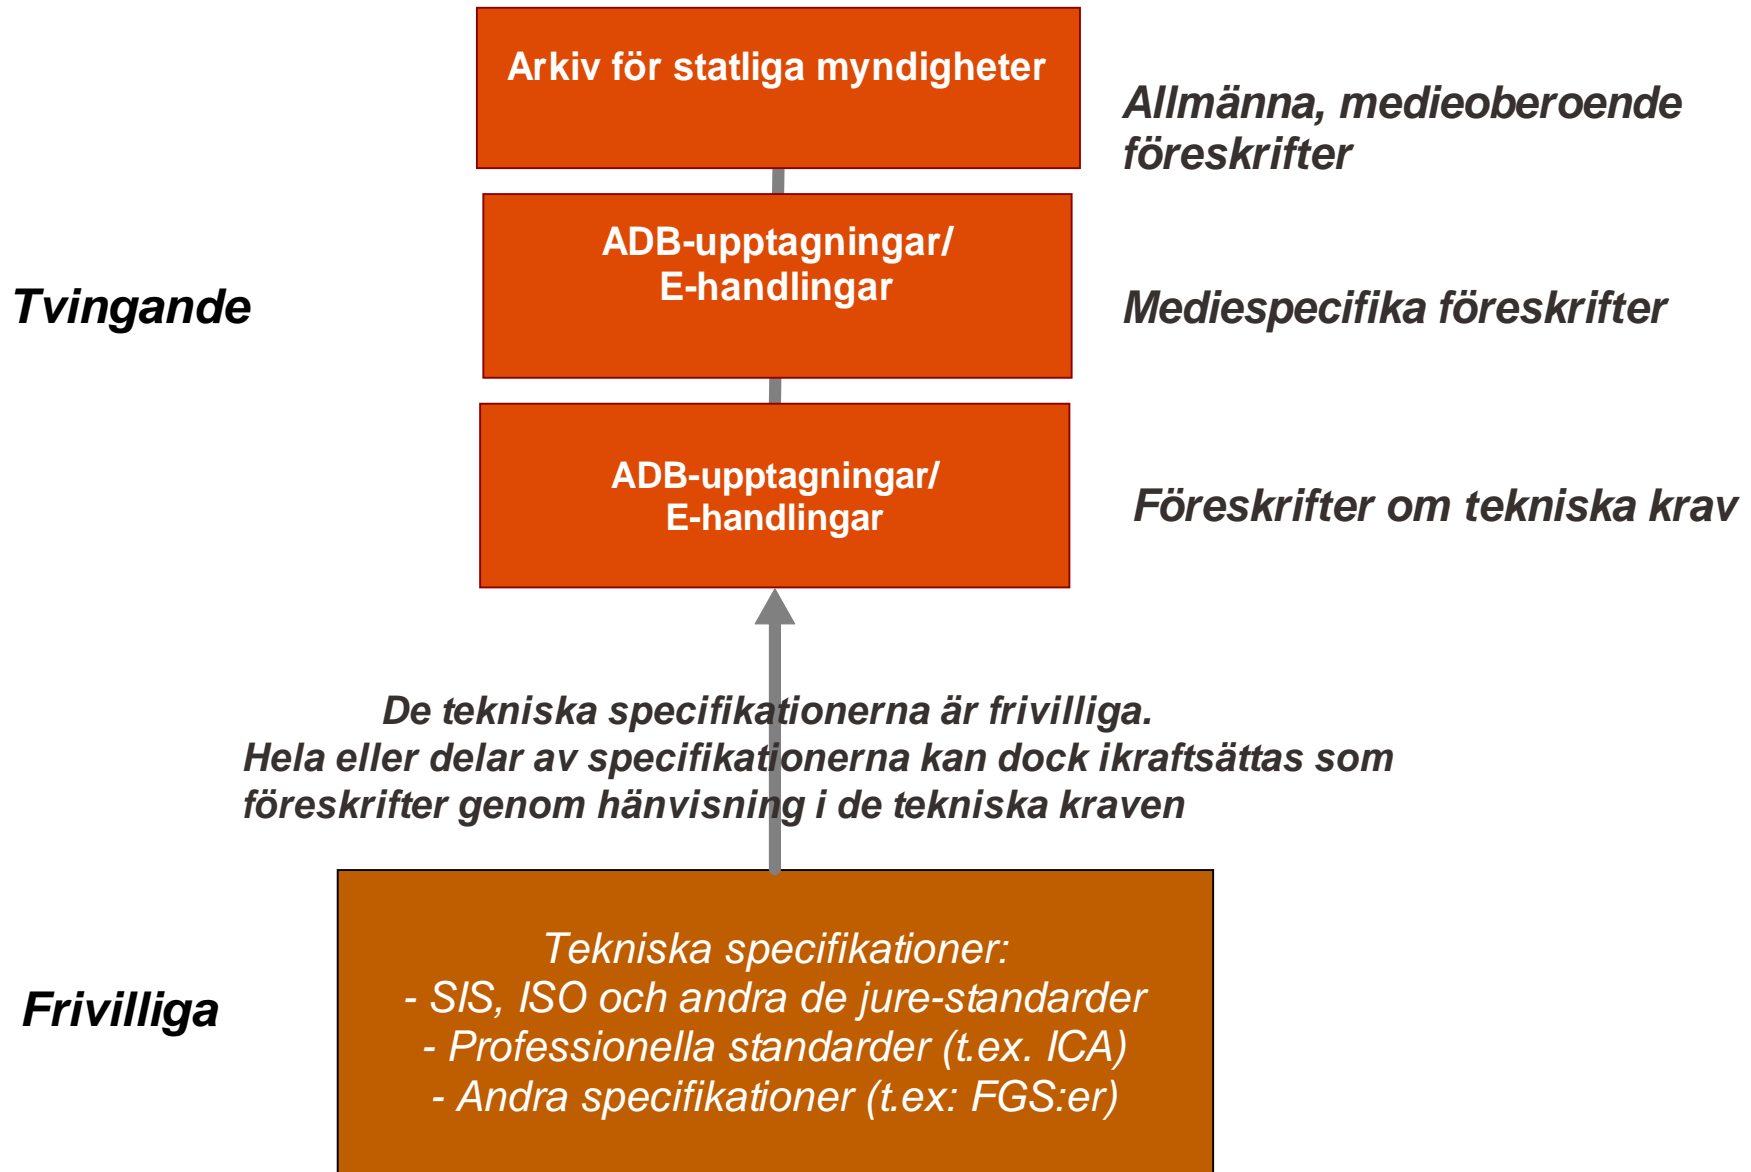 Arkiv för statliga myndigheter
Allmänna, medieoberoende
föreskrifter
ADB-upptagningar/
E-handlingar
Tvingande
Mediespecifika föreskrifter
ADB-upptagningar/
E-handlingar
Föreskrifter om tekniska krav
De tekniska specifikationerna är frivilliga.
Hela eller delar av specifikationerna kan dock ikraftsättas som
föreskrifter genom hänvisning i de tekniska kraven
Tekniska specifikationer:
- SIS, ISO och andra de jure-standarder
- Professionella standarder (t.ex. ICA)
- Andra specifikationer (t.ex: FGS:er)
Frivilliga